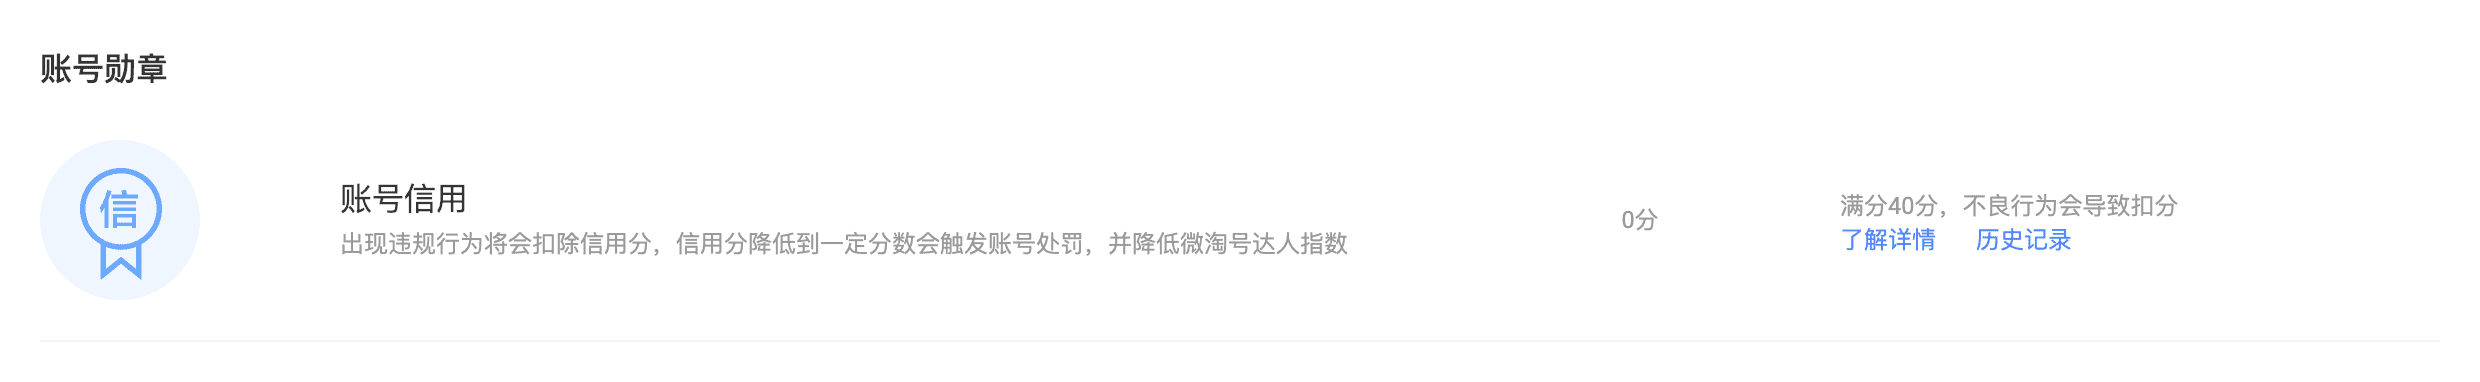 账号勋章
信
账号信用
出现违规行为将会扣除信用分，信用分降低到一定分数会触发账号处罚，并降低微淘号达人指数
0分
满分40分，不良行为会导致扣分
了解详情 历史记录